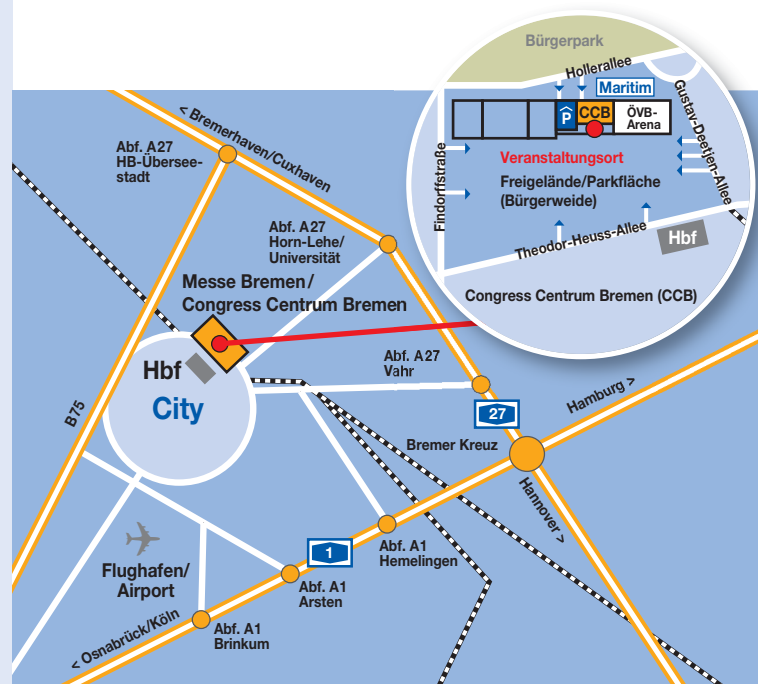 Bürgerpark
Hollerallee
Maritim
P
CCB
ÖVB-
Arena
Gustav-Deetjen-Allee
Findorffstraße
Veranstaltungsort
Freigelände/Parkfläche
(Bürgerweide)
Theodor-Heuss-Allee
Hbf
Congress Centrum Bremen (CCB)
< Bremerhaven/Cuxhaven
Abf. A27
HB-Übersee-
stadt
Abf. A27
Horn-Lehe/
Universität
Messe Bremen/
Congress Centrum Bremen
Hbf
City
B75
Abf. A27
Vahr
27
Hamburg >
Bremer Kreuz
Hannover >
1
Abf. A1
Hemelingen
Flughafen/
Airport
Abf. A1
Arsten
Abf. A1
Brinkum
< Osnabrück/Köln